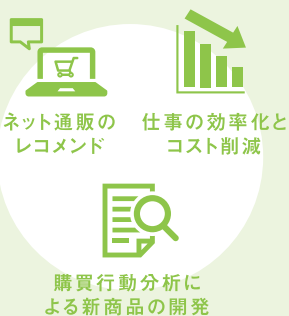 ネット通販の
レコメンド
仕事の効率化と
コスト削減
購買行動分析に
よる新商品の開発